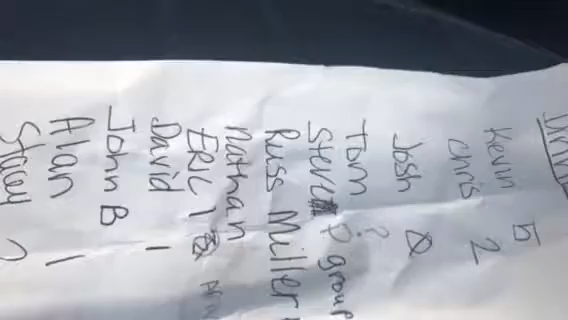 Kevin 5
Chris 2
Josh 0
Tom ?
Steve group
Russ Miller
Nathan
Eric 1
David 1
John B
Alan 1
Stacy 2